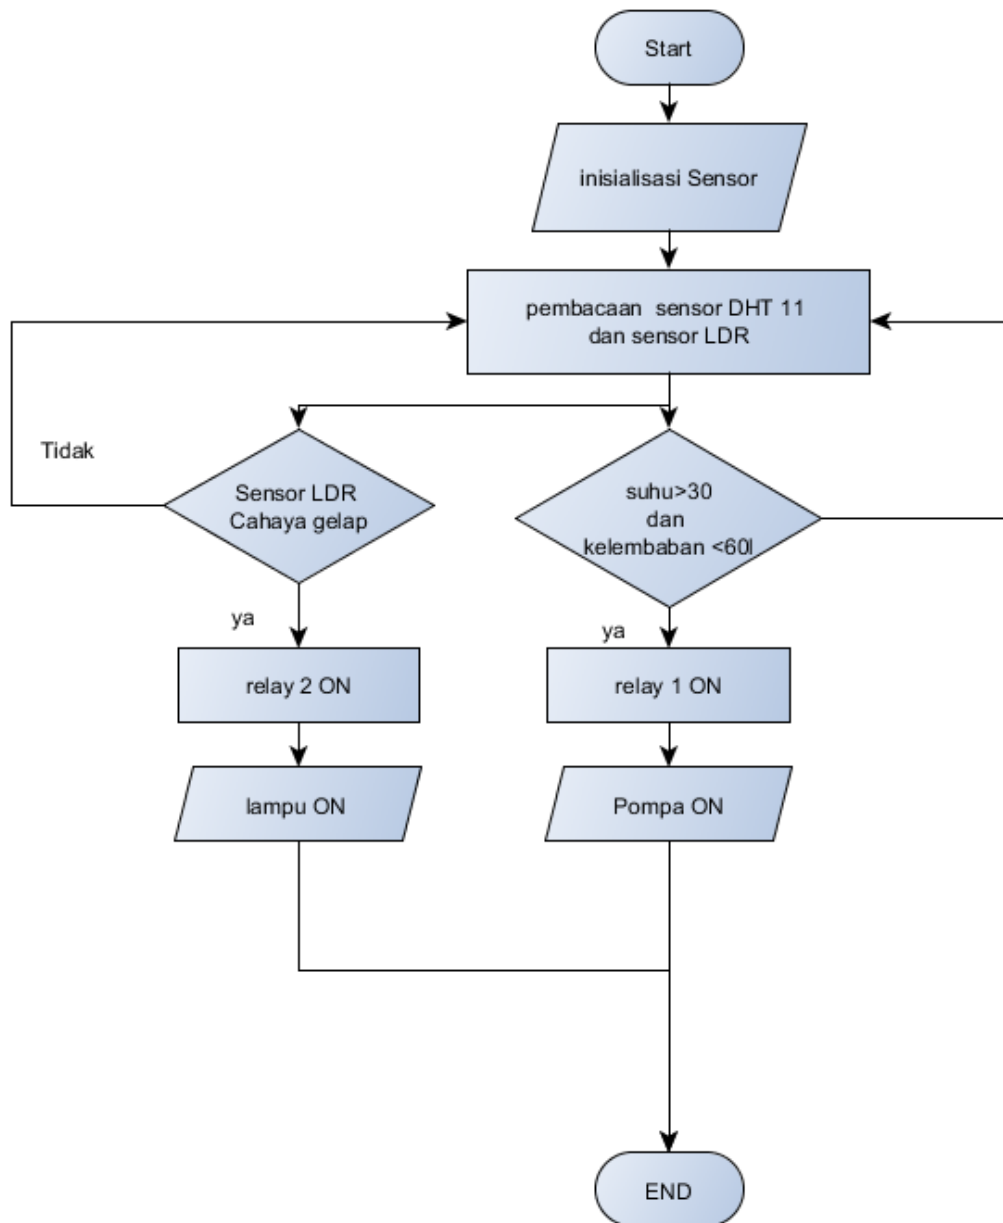 Start
inisialisasi Sensor
pembacaan sensor DHT 11
dan sensor LDR
Tidak
Sensor LDR
Cahaya gelap
suhu>30
dan
kelembaban <60l
ya
ya
relay 2 ON
relay 1 ON
lampu ON
Pompa ON
END